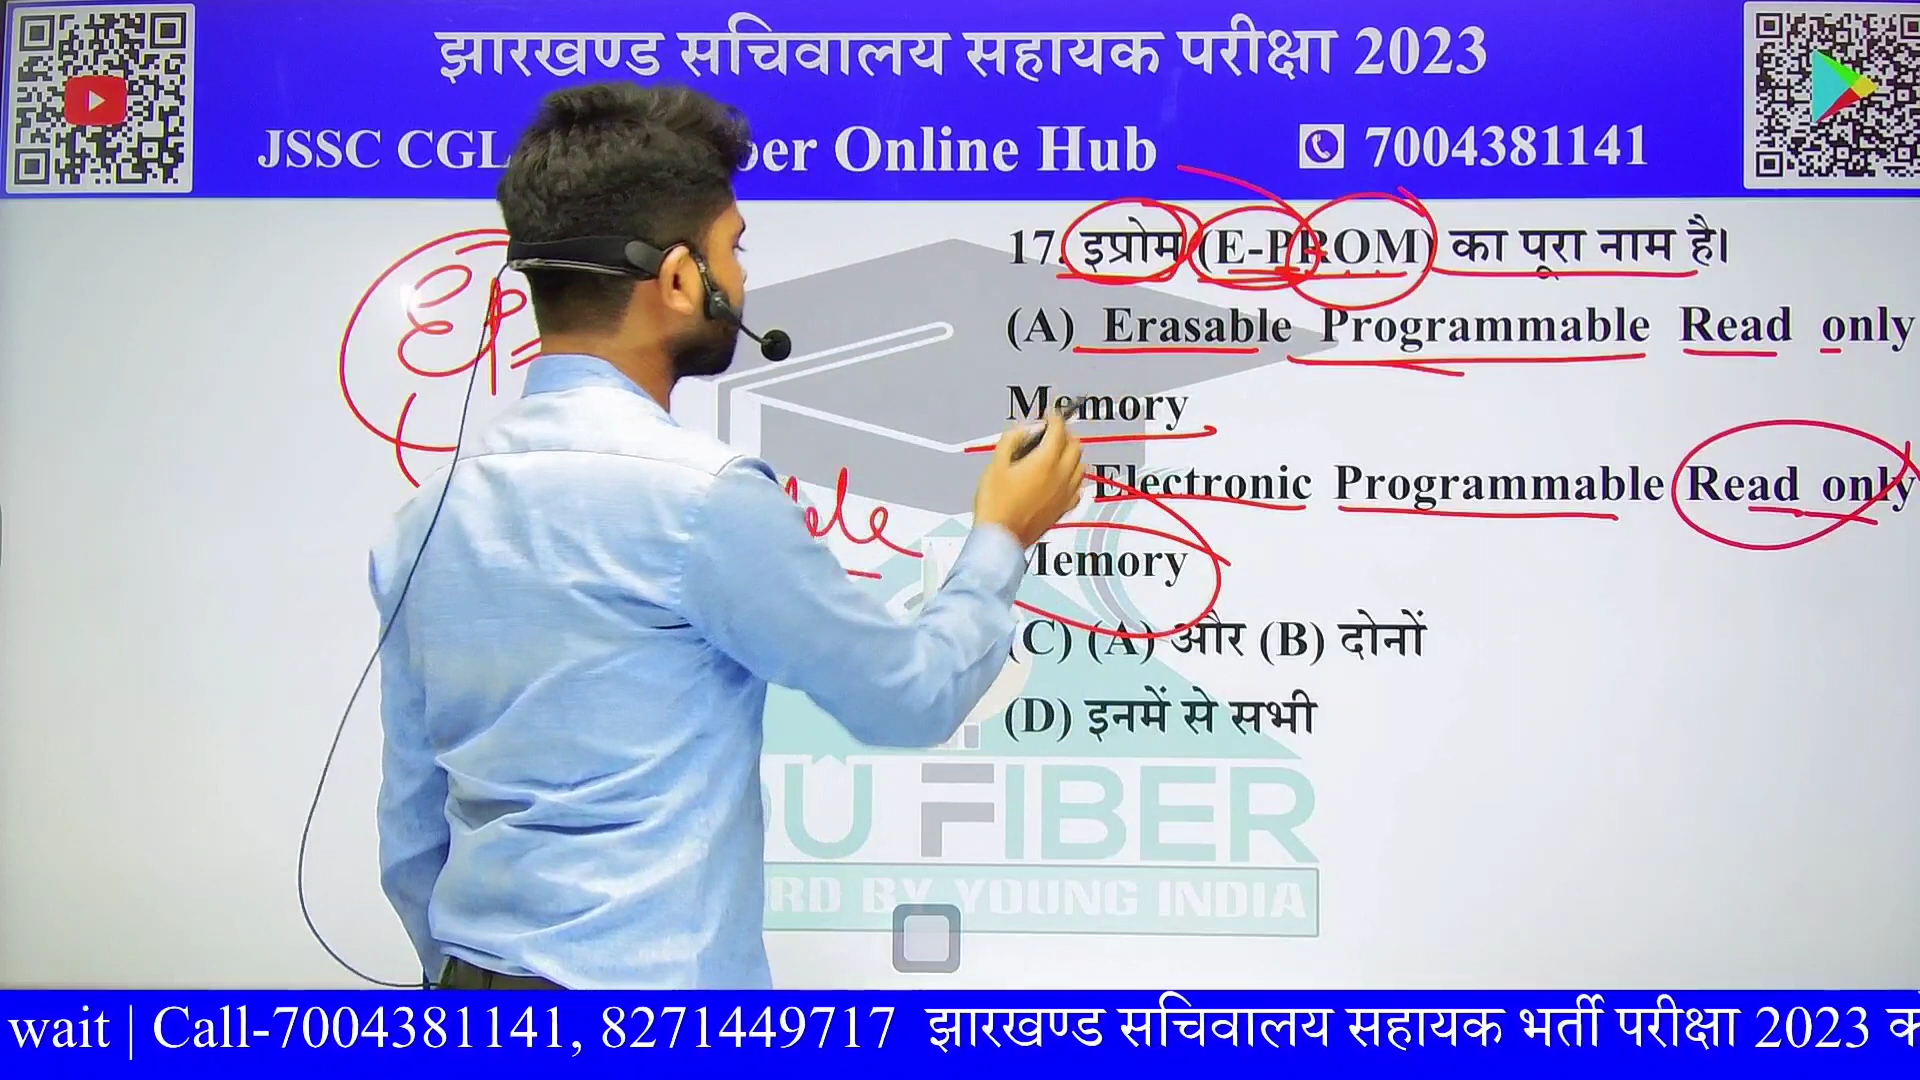 झारखण्ड सचिवालय सहायक परीक्षा 2023
JSSC CGL Online Hub 7004381141
17. इप्रोम (E-PROM) का पूरा नाम है।
(A) Erasable Programmable Read only
Memory
Electronic Programmable Read only
Memory
(C) (A) और (B) दोनों
(D) इनमें से सभी
FIBER
BY YOUNG INDIA
wait | Call-7004381141, 8271449717 झारखण्ड सचिवालय सहायक भर्ती परीक्षा 2023